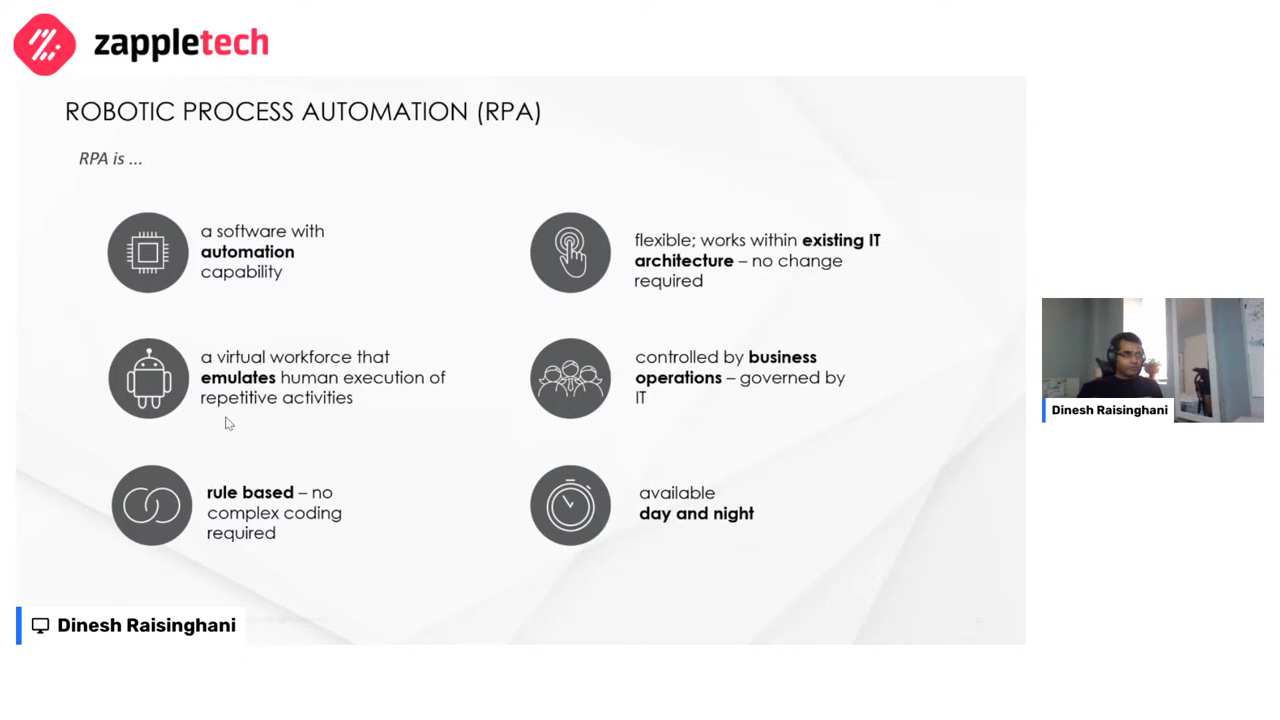 zappletech
ROBOTIC PROCESS AUTOMATION (RPA)
RPA is ...
a software with
automation
capability
flexible; works within existing IT
architecture – no change
required
a virtual workforce that
emulates human execution of
repetitive activities
controlled by business
operations – governed by
IT
rule based – no
complex coding
required
available
day and night
Dinesh Raisinghani
Dinesh Raisinghani